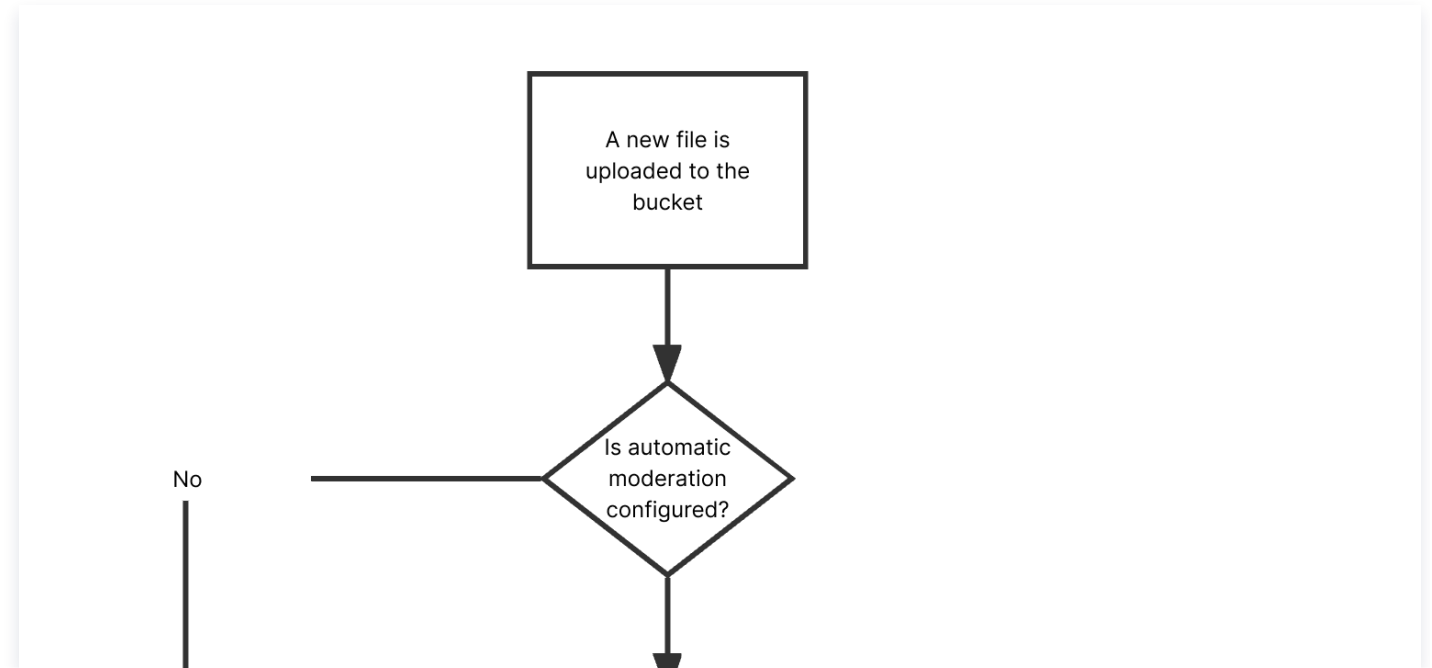 A new file is
uploaded to the
bucket
Is automatic
moderation
configured?
No